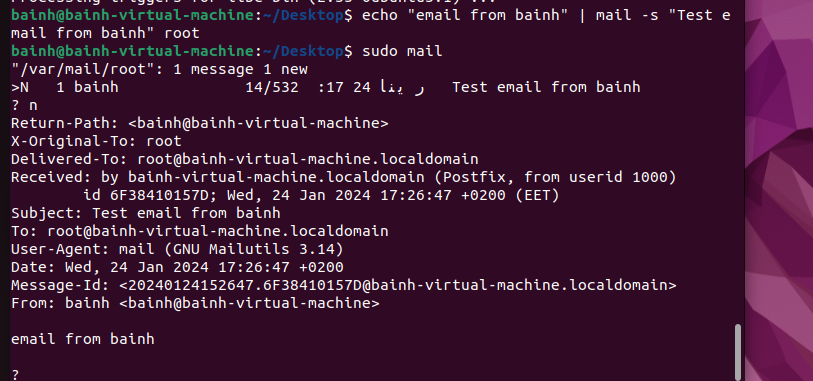 bainh@bainh-virtual-machine:~/Desktop$ echo "email from bainh" | mail -s "Test e
mail from bainh" root
bainh@bainh-virtual-machine:~/Desktop$ sudo mail
"/var/mail/root": 1 message 1 new
>N   1 bainh              14/532  :17 24 ر ينا   Test email from bainh
? n
Return-Path: <bainh@bainh-virtual-machine>
X-Original-To: root
Delivered-To: root@bainh-virtual-machine.localdomain
Received: by bainh-virtual-machine.localdomain (Postfix, from userid 1000)
        id 6F38410157D; Wed, 24 Jan 2024 17:26:47 +0200 (EET)
Subject: Test email from bainh
To: root@bainh-virtual-machine.localdomain
User-Agent: mail (GNU Mailutils 3.14)
Date: Wed, 24 Jan 2024 17:26:47 +0200
Message-Id: <20240124152647.6F38410157D@bainh-virtual-machine.localdomain>
From: bainh <bainh@bainh-virtual-machine>

email from bainh

?